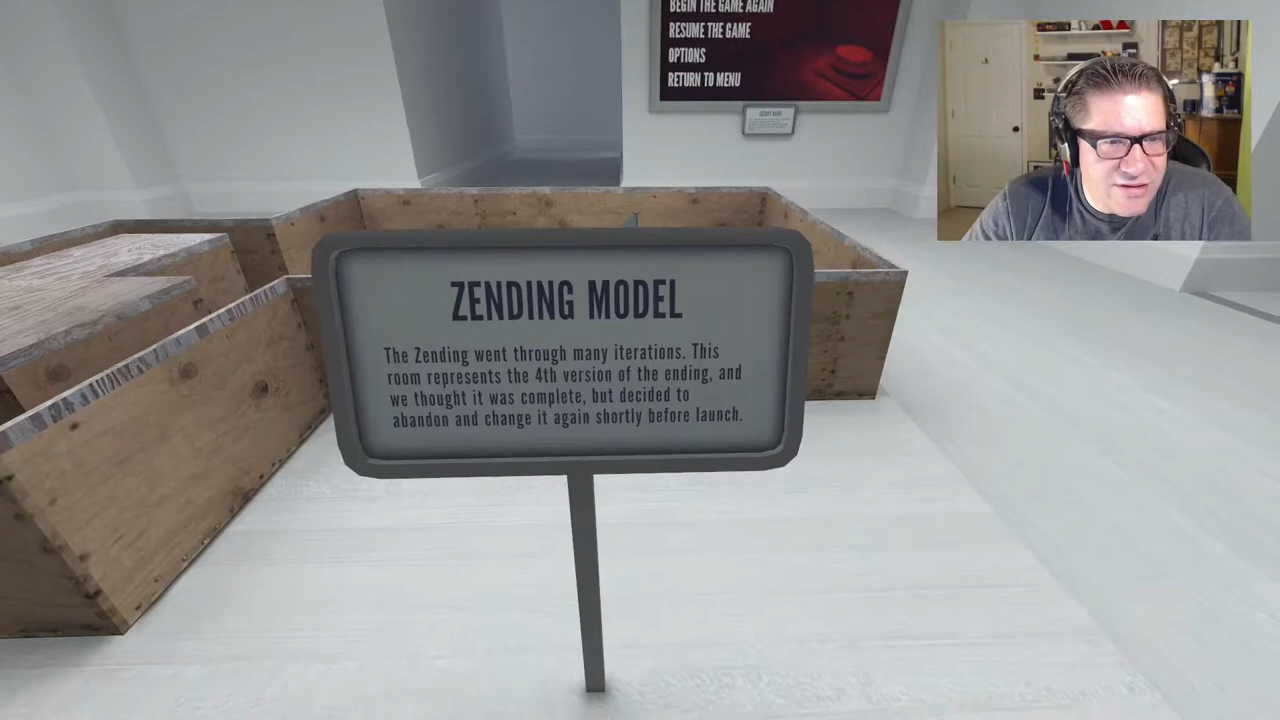 BEGIN THE GAME AGAIN
RESUME THE GAME
OPTIONS
RETURN TO MENU
ZENDING MODEL
The Zending went through many iterations. This
room represents the 4th version of the ending, and
we thought it was complete, but decided to
abandon and change it again shortly before launch.